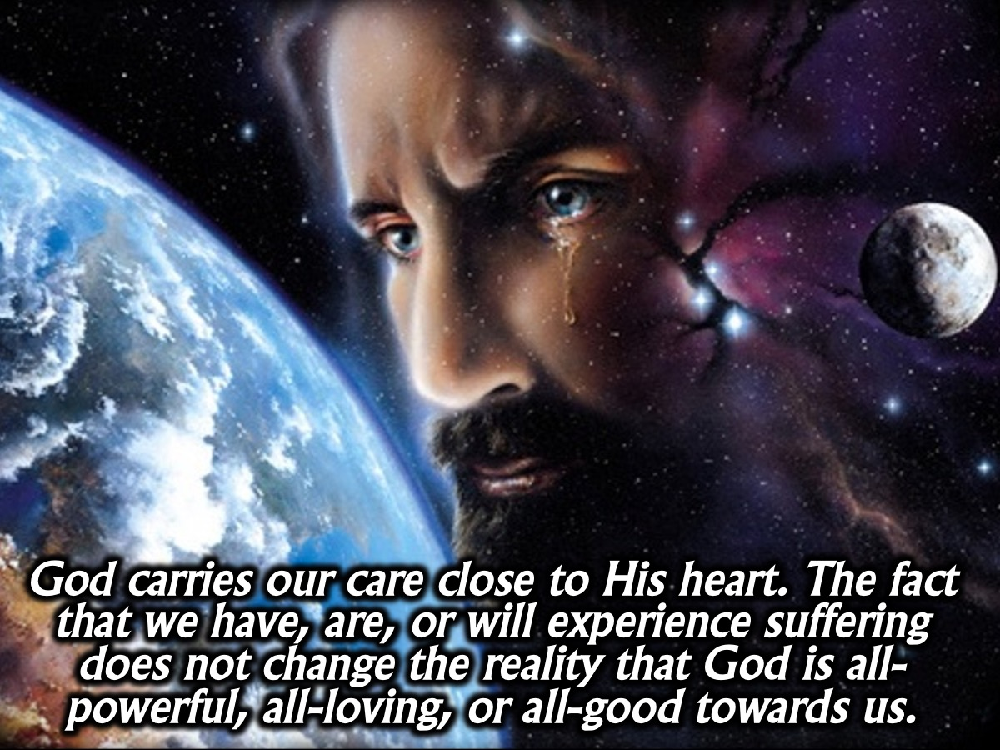 God carries our care close to His heart. The fact
that we have, are, or will experience suffering
does not change the reality that God is all-
powerful, all-loving, or all-good towards us.